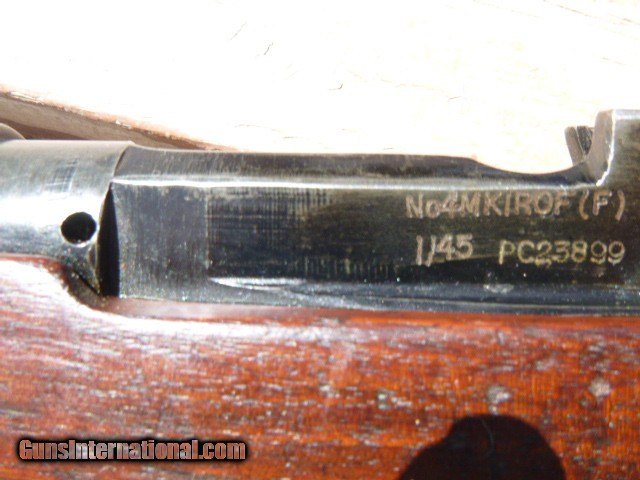 No4MKIROF(F)
1/45 PC23899
GunsInternational.com